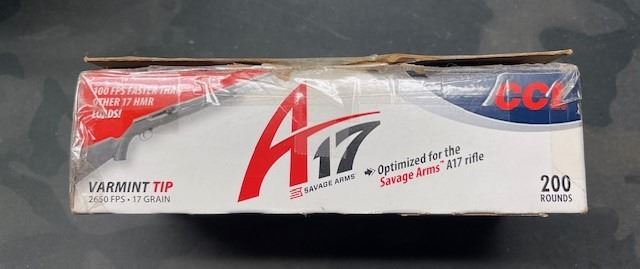 100 FPS FASTER THAN
OTHER 17 HMR
LOADS!
CCI
A17
SAVAGE ARMS
Optimized for the
Savage Arms™ A17 rifle
VARMINT TIP
2650 FPS • 17 GRAIN
200
ROUNDS